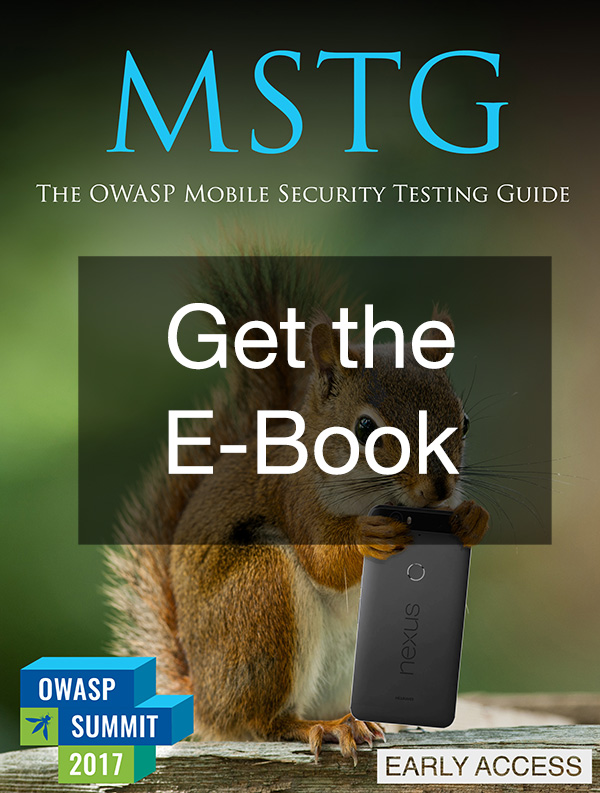 MSTG
The OWASP Mobile Security Testing Guide
Get the
E-Book
nexus
OWASP
SUMMIT
2017
EARLY ACCESS